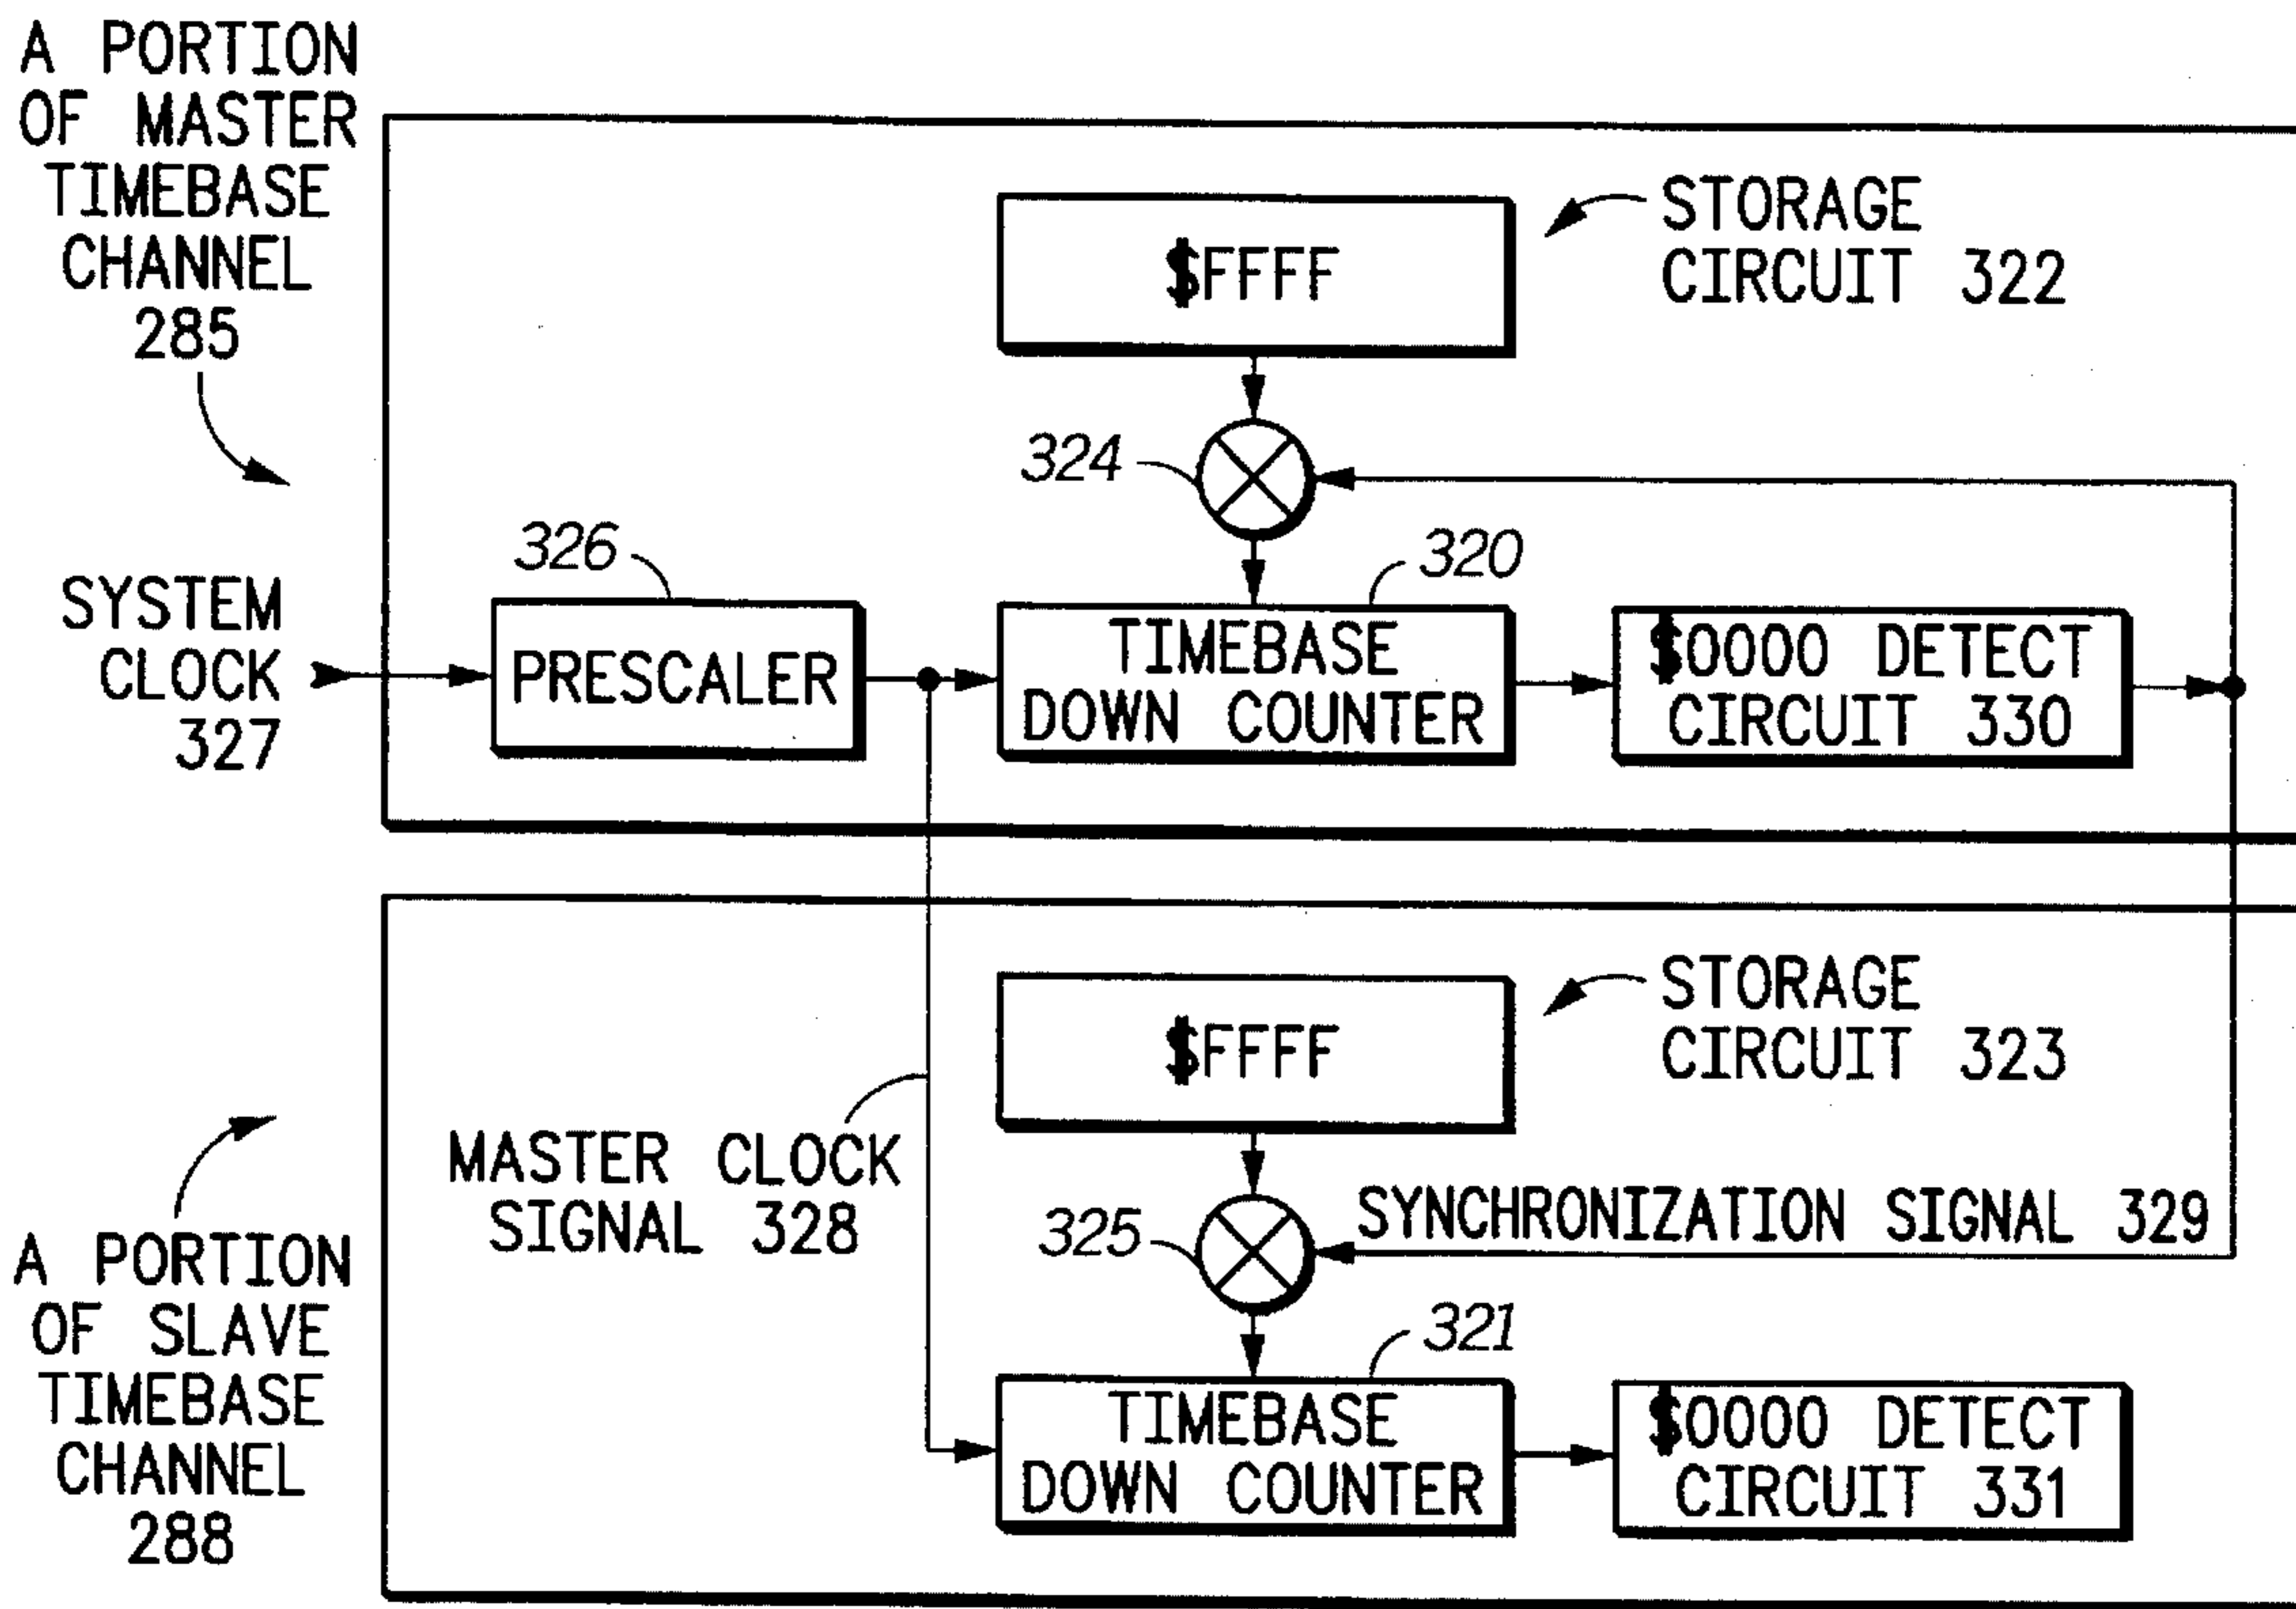 A PORTION
OF MASTER
TIMEBASE
CHANNEL
285
$FFFF
STORAGE
CIRCUIT 322
324
326
320
SYSTEM
CLOCK
327
PRESCALER
TIMEBASE
DOWN COUNTER
$0000 DETECT
CIRCUIT 330
$FFFF
STORAGE
CIRCUIT 323
MASTER CLOCK
SIGNAL 328
325
SYNCHRONIZATION SIGNAL 329
A PORTION
OF SLAVE
TIMEBASE
CHANNEL
288
321
TIMEBASE
DOWN COUNTER
$0000 DETECT
CIRCUIT 331